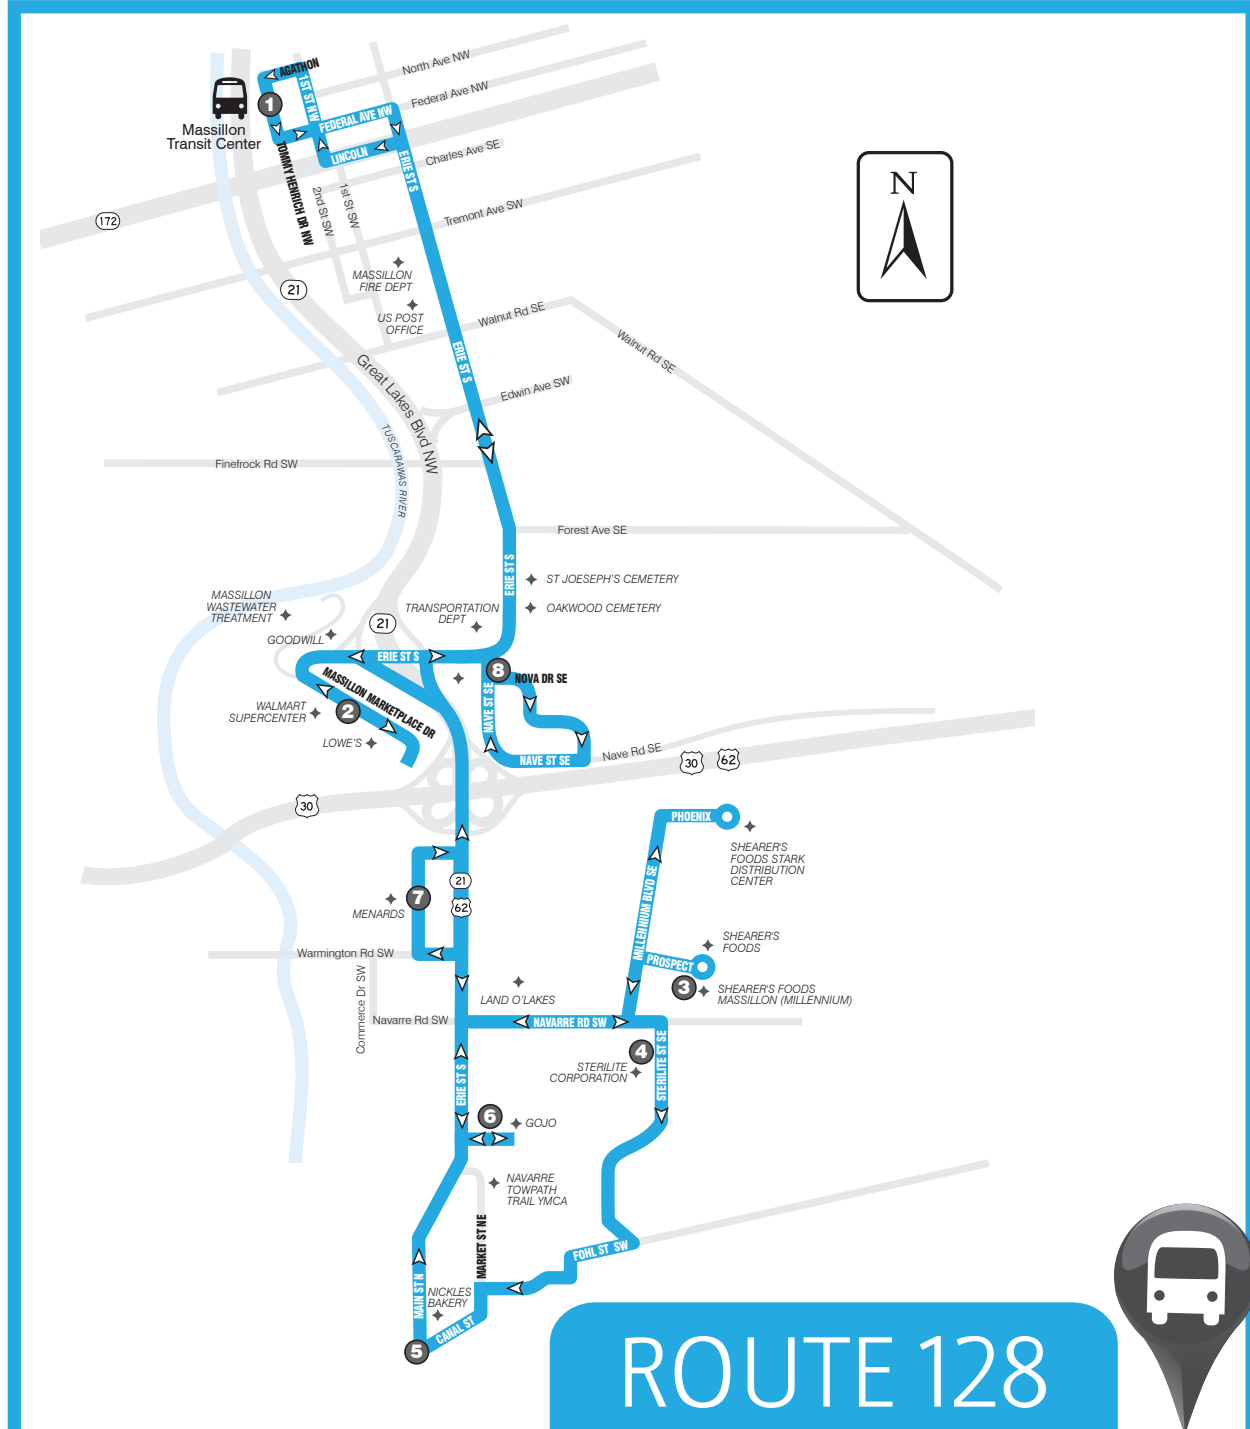 North Ave NW
AGATHON
1ST ST NW
Federal Ave NW
1
FEDERAL AVE NW
Massillon
Transit Center
LINCOLN
Charles Ave SE
ERIE ST S
TOMMY HENRICH DR NW
2nd St SW
1st St SW
N
172
Tremont Ave SW
MASSILLON
FIRE DEPT
21
US POST
OFFICE
Walnut Rd SE
Walnut Rd SE
ERIE ST S
Great Lakes Blvd NW
Edwin Ave SW
TUSCARAWAS RIVER
Finefrock Rd SW
Forest Ave SE
ERIE ST S
ST JOESEPH'S CEMETERY
OAKWOOD CEMETERY
MASSILLON
WASTEWATER
TREATMENT
TRANSPORTATION
DEPT
21
GOODWILL
ERIE ST S
8
NOVA DR SE
MASSILLON MARKETPLACE DR
NAVE ST SE
WALMART
SUPERCENTER
2
LOWE'S
NAVE ST SE
Nave Rd SE
30
62
30
PHOENIX
SHEARER'S
FOODS STARK
DISTRIBUTION
CENTER
21
62
7
MENARDS
MILLENNIUM BLVD SE
SHEARER'S
FOODS
Warmington Rd SW
PROSPECT
3
SHEARER'S FOODS
MASSILLON (MILLENNIUM)
LAND O'LAKES
Commerce Dr SW
Navarre Rd SW
NAVARRE RD SW
4
STERILITE
CORPORATION
STERILITE ST SE
ERIE ST S
6
GOJO
NAVARRE
TOWPATH
TRAIL YMCA
MARKET ST NE
FOHL ST SW
MAIN ST N
NICKLES
BAKERY
CANAL ST
5
ROUTE 128